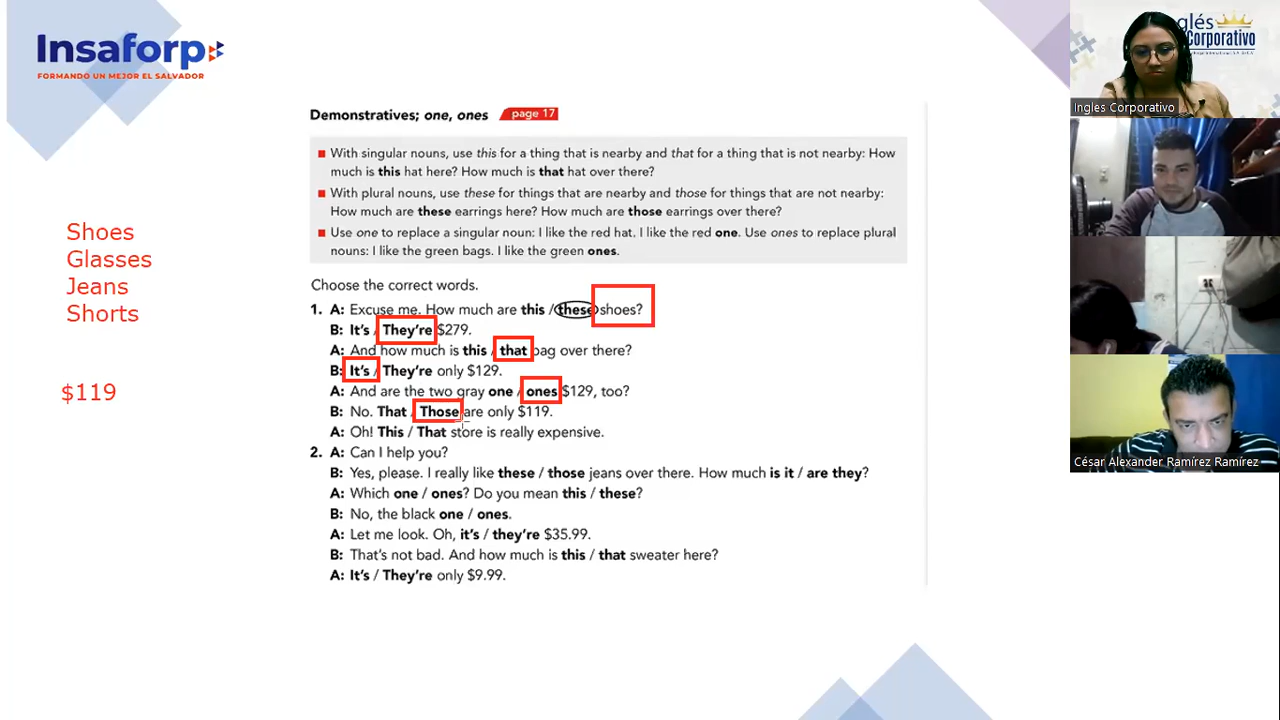 Insaforp
FORMANDO UN MEJOR EL SALVADOR
Demonstratives; one, ones page 17
With singular nouns, use this for a thing that is nearby and that for a thing that is not nearby: How
much is this hat here? How much is that hat over there?
With plural nouns, use these for things that are nearby and those for things that are not nearby:
How much are these earrings here? How much are those earrings over there?
Use one to replace a singular noun: I like the red hat. I like the red one. Use ones to replace plural
nouns: I like the green bags. I like the green ones.
Choose the correct words.
1. A: Excuse me. How much are this / these shoes?
B: It's / They're $279.
A: And how much is this / that bag over there?
B: It's / They're only $129.
A: And are the two gray one / ones $129, too?
B: No. That / Those are only $119.
A: Oh! This / That store is really expensive.
2. A: Can I help you?
B: Yes, please. I really like these / those jeans over there. How much is it / are they?
A: Which one / ones? Do you mean this / these?
B: No, the black one / ones.
A: Let me look. Oh, it's / they're $35.99.
B: That's not bad. And how much is this / that sweater here?
A: It's / They're only $9.99.
Shoes
Glasses
Jeans
Shorts
$119
Corporativo
Ingles Corporativo
César Alexander Ramírez Ramírez